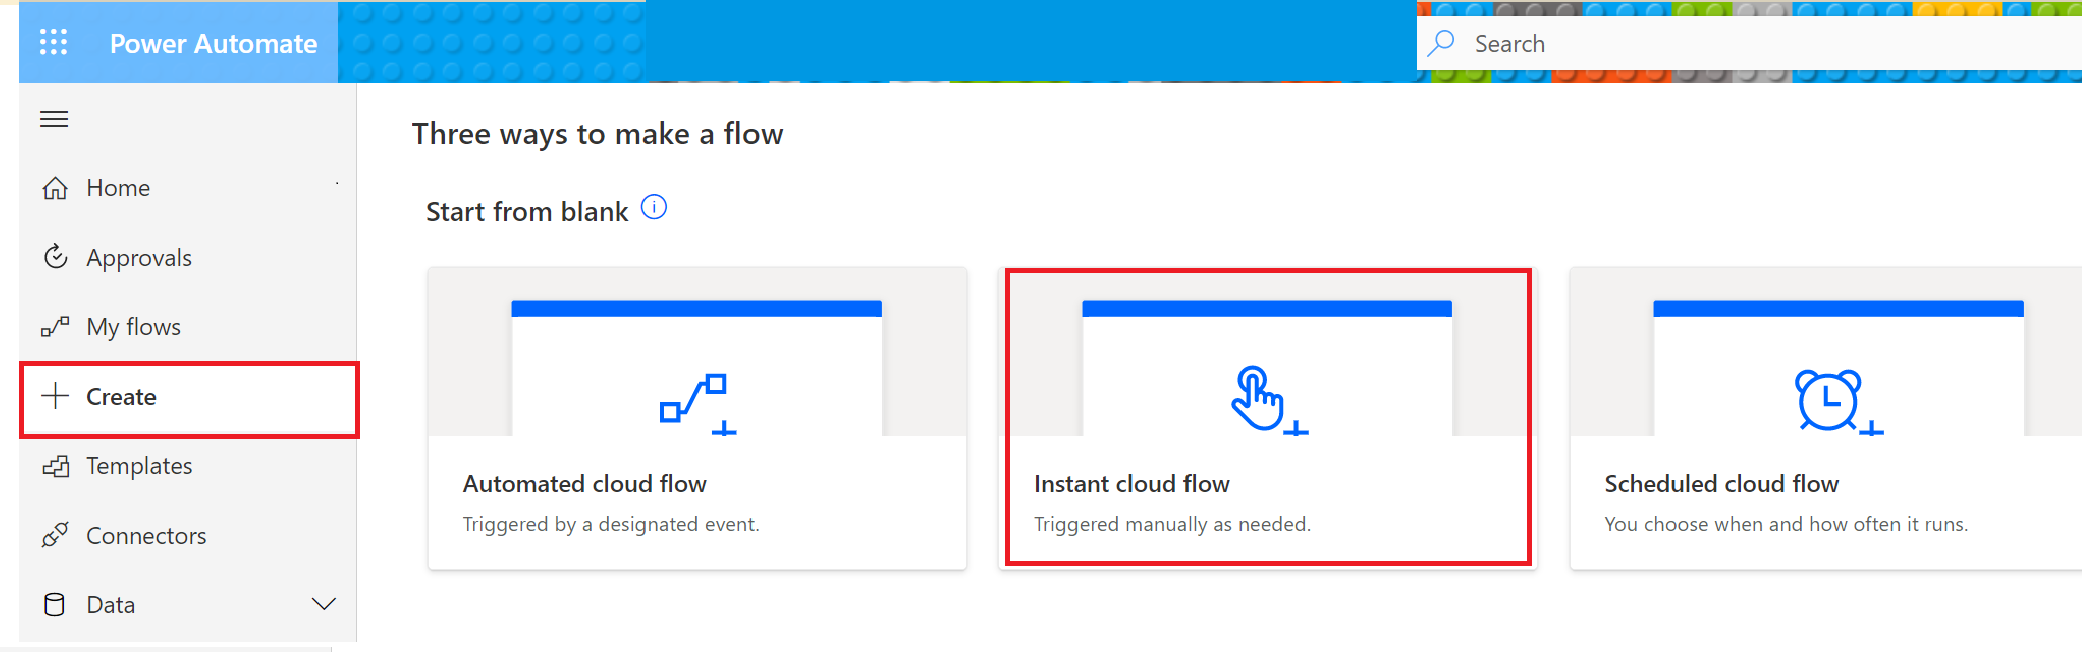 Power Automate
Search
Three ways to make a flow
Home
Start from blank
Approvals
My flows
Create
Templates
Connectors
Data
Automated cloud flow
Triggered by a designated event.
Instant cloud flow
Triggered manually as needed.
Scheduled cloud flow
You choose when and how often it runs.